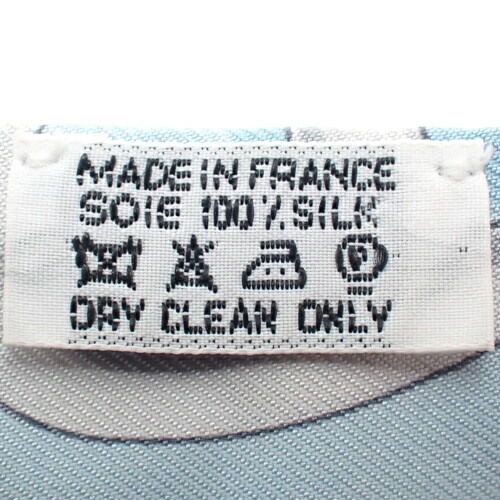 MADE IN FRANCE
SOIE 100% SILK
P
DRY CLEAN ONLY